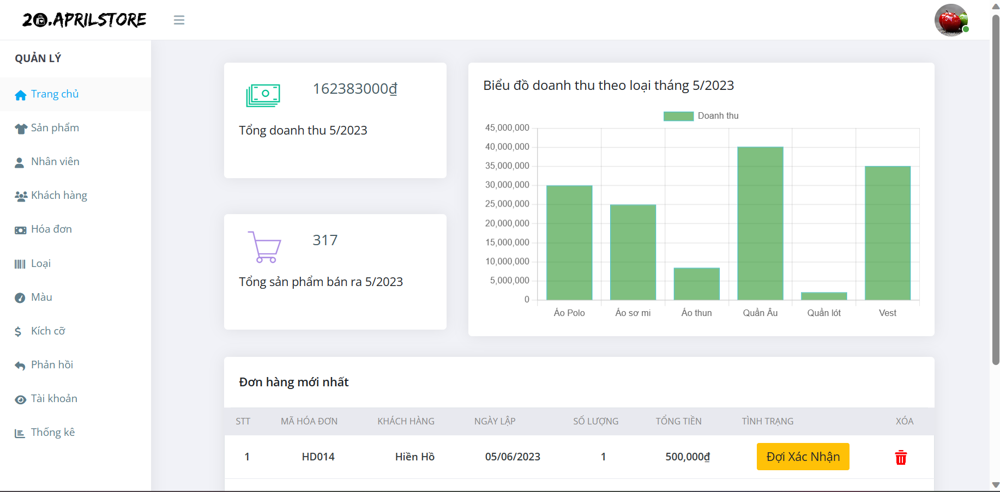 20.APRILSTORE
QUẢN LÝ
Trang chủ
Sản phẩm
Nhân viên
Khách hàng
Hóa đơn
Loại
Màu
Kích cỡ
Phản hồi
Tài khoản
Thống kê
162383000₫
Tổng doanh thu 5/2023
317
Tổng sản phẩm bán ra 5/2023
Biểu đồ doanh thu theo loại tháng 5/2023
Doanh thu
45,000,000
40,000,000
35,000,000
30,000,000
25,000,000
20,000,000
15,000,000
10,000,000
5,000,000
0
Áo Polo Áo sơ mi Áo thun Quần Âu Quần lót Vest
Đơn hàng mới nhất
STT MÃ HÓA ĐƠN KHÁCH HÀNG NGÀY LẬP SỐ LƯỢNG TỔNG TIỀN TÌNH TRẠNG XÓA
1 HD014 Hiền Hồ 05/06/2023 1 500,000₫ Đợi Xác Nhận